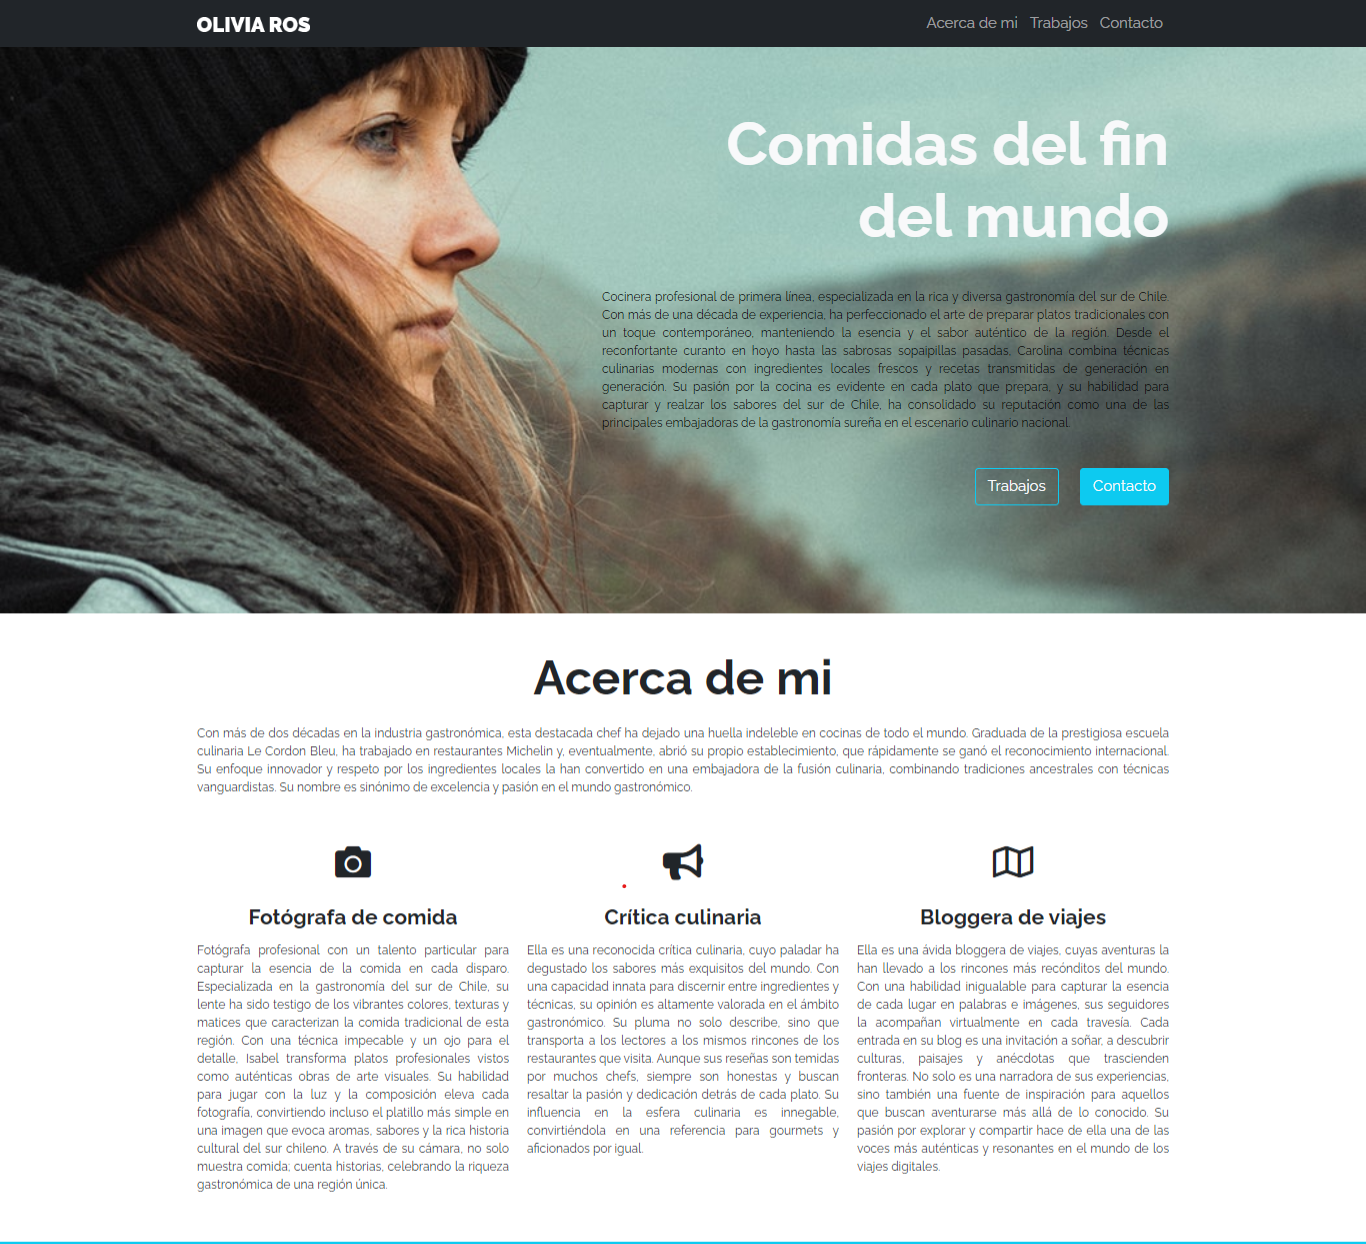 OLIVIA ROS
Acerca de mi Trabajos Contacto
Comidas del fin
del mundo
Cocinera profesional de primera línea, especializada en la rica y diversa gastronomía del sur de Chile.
Con más de una década de experiencia, ha perfeccionado el arte de preparar platos tradicionales con
un toque contemporáneo, manteniendo la esencia y el sabor auténtico de la región. Desde el
reconfortante curanto en hoyo hasta las sabrosas sopaipillas pasadas, Carolina combina técnicas
culinarias modernas con ingredientes locales frescos y recetas transmitidas de generación en
generación. Su pasión por la cocina es evidente en cada plato que prepara, y su habilidad para
capturar y realzar los sabores del sur de Chile, ha consolidado su reputación como una de las
principales embajadoras de la gastronomía sureña en el escenario culinario nacional.
Trabajos Contacto
Acerca de mi
Con más de dos décadas en la industria gastronómica, esta destacada chef ha dejado una huella indeleble en cocinas de todo el mundo. Graduada de la prestigiosa escuela
culinaria Le Cordon Bleu, ha trabajado en restaurantes Michelin y, eventualmente, abrió su propio establecimiento, que rápidamente se ganó el reconocimiento internacional.
Su enfoque innovador y respeto por los ingredientes locales la han convertido en una embajadora de la fusión culinaria, combinando tradiciones ancestrales con técnicas
vanguardistas. Su nombre es sinónimo de excelencia y pasión en el mundo gastronómico.
Fotógrafa de comida
Fotógrafa profesional con un talento particular para
capturar la esencia de la comida en cada disparo.
Especializada en la gastronomía del sur de Chile, su
lente ha sido testigo de los vibrantes colores, texturas y
matices que caracterizan la comida tradicional de esta
región. Con una técnica impecable y un ojo para el
detalle, Isabel transforma platos profesionales vistos
como auténticas obras de arte visuales. Su habilidad
para jugar con la luz y la composición eleva cada
fotografía, convirtiendo incluso el platillo más simple en
una imagen que evoca aromas, sabores y la rica historia
cultural del sur chileno. A través de su cámara, no solo
muestra comida; cuenta historias, celebrando la riqueza
gastronómica de una región única.
Crítica culinaria
Ella es una reconocida crítica culinaria, cuyo paladar ha
degustado los sabores más exquisitos del mundo. Con
una capacidad innata para discernir entre ingredientes y
técnicas, su opinión es altamente valorada en el ámbito
gastronómico. Su pluma no solo describe, sino que
transporta a los lectores a los mismos rincones de los
restaurantes que visita. Aunque sus reseñas son temidas
por muchos chefs, siempre son honestas y buscan
resaltar la pasión y dedicación detrás de cada plato. Su
influencia en la esfera culinaria es innegable,
convirtiéndola en una referencia para gourmets y
aficionados por igual.
Bloggera de viajes
Ella es una ávida bloggera de viajes, cuyas aventuras la
han llevado a los rincones más recónditos del mundo.
Con una habilidad inigualable para capturar la esencia
de cada lugar en palabras e imágenes, sus seguidores
la acompañan virtualmente en cada travesía. Cada
entrada en su blog es una invitación a soñar, a descubrir
culturas, paisajes y anécdotas que trascienden
fronteras. No solo es una narradora de sus experiencias,
sino también una fuente de inspiración para aquellos
que buscan aventurarse más allá de lo conocido. Su
pasión por explorar y compartir hace de ella una de las
voces más auténticas y resonantes en el mundo de los
viajes digitales.